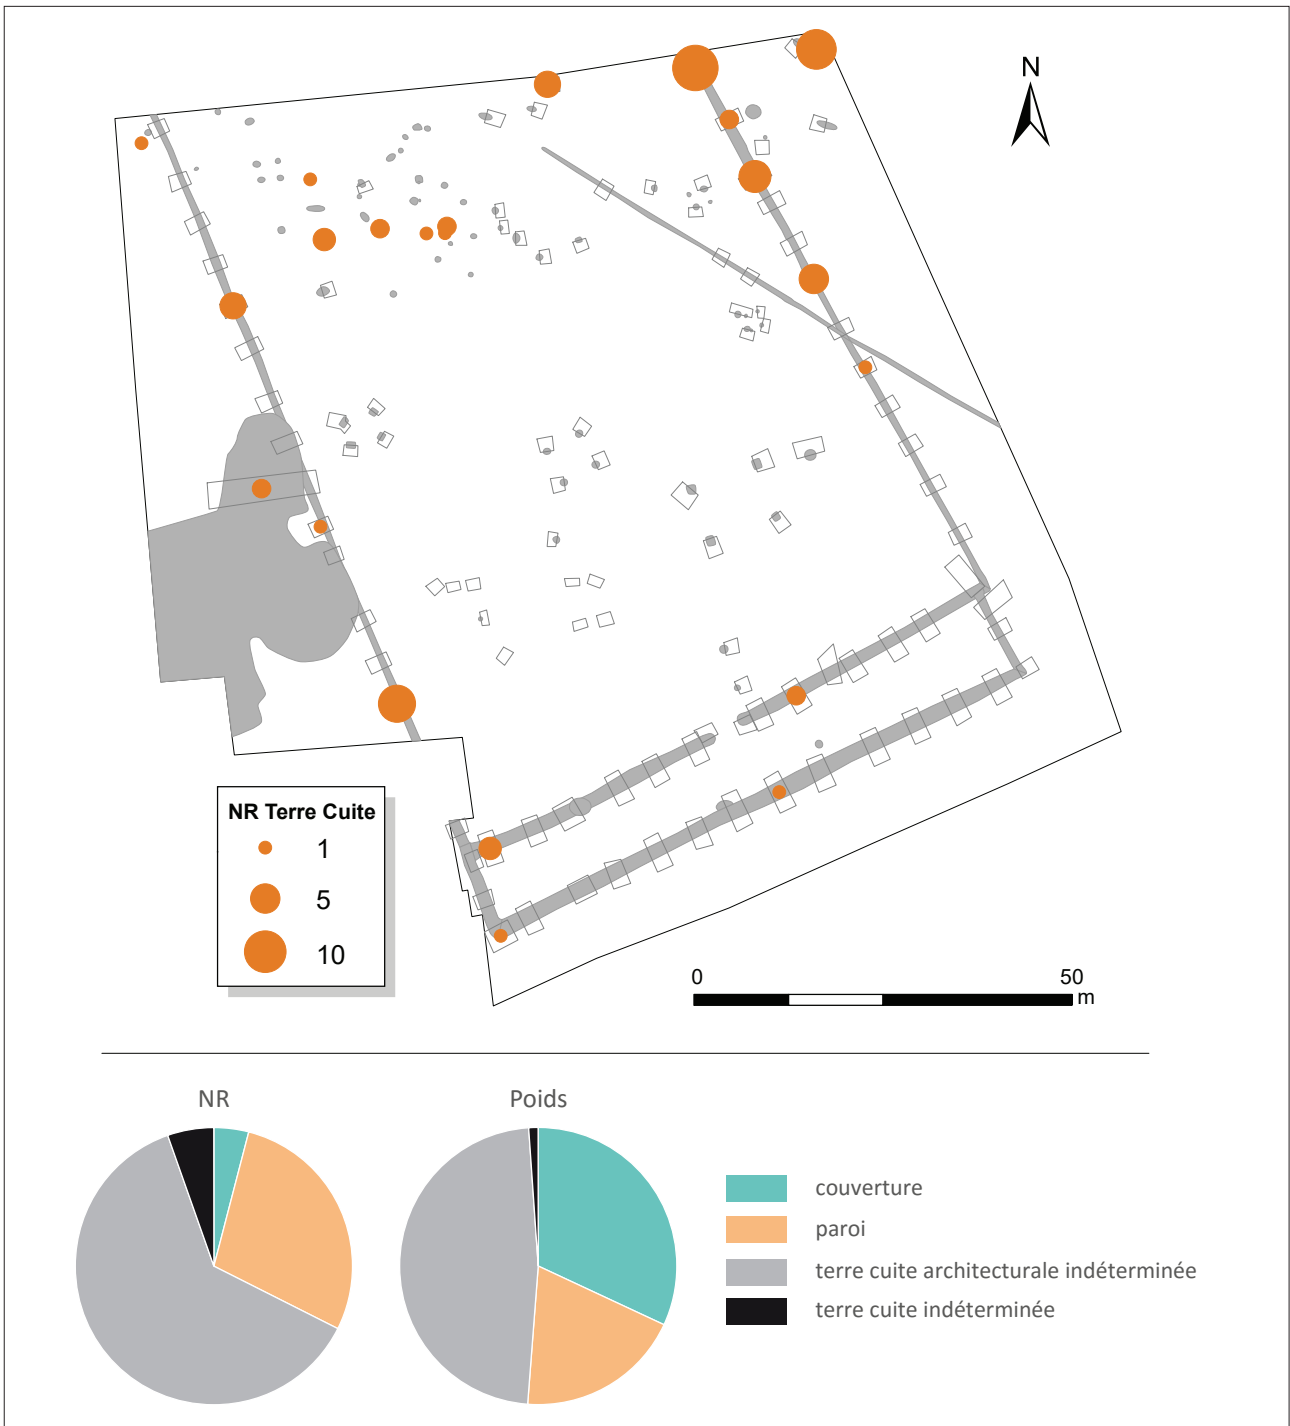 N
NR Terre Cuite
1
5
10
0 50
m
NR Poids
couverture
paroi
terre cuite architecturale indéterminée
terre cuite indéterminée